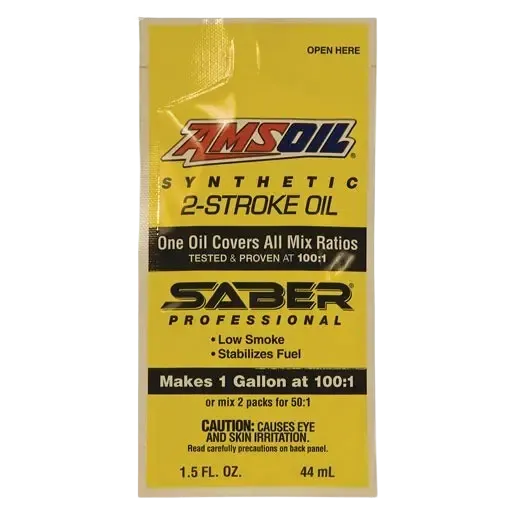 OPEN HERE
AMSOIL®
SYNTHETIC
2-STROKE OIL
One Oil Covers All Mix Ratios
TESTED & PROVEN AT 100:1
SABER®
PROFESSIONAL
• Low Smoke
• Stabilizes Fuel
Makes 1 Gallon at 100:1
or mix 2 packs for 50:1
CAUTION: CAUSES EYE
AND SKIN IRRITATION.
Read carefully precautions on back panel.
1.5 FL. OZ. 44 mL